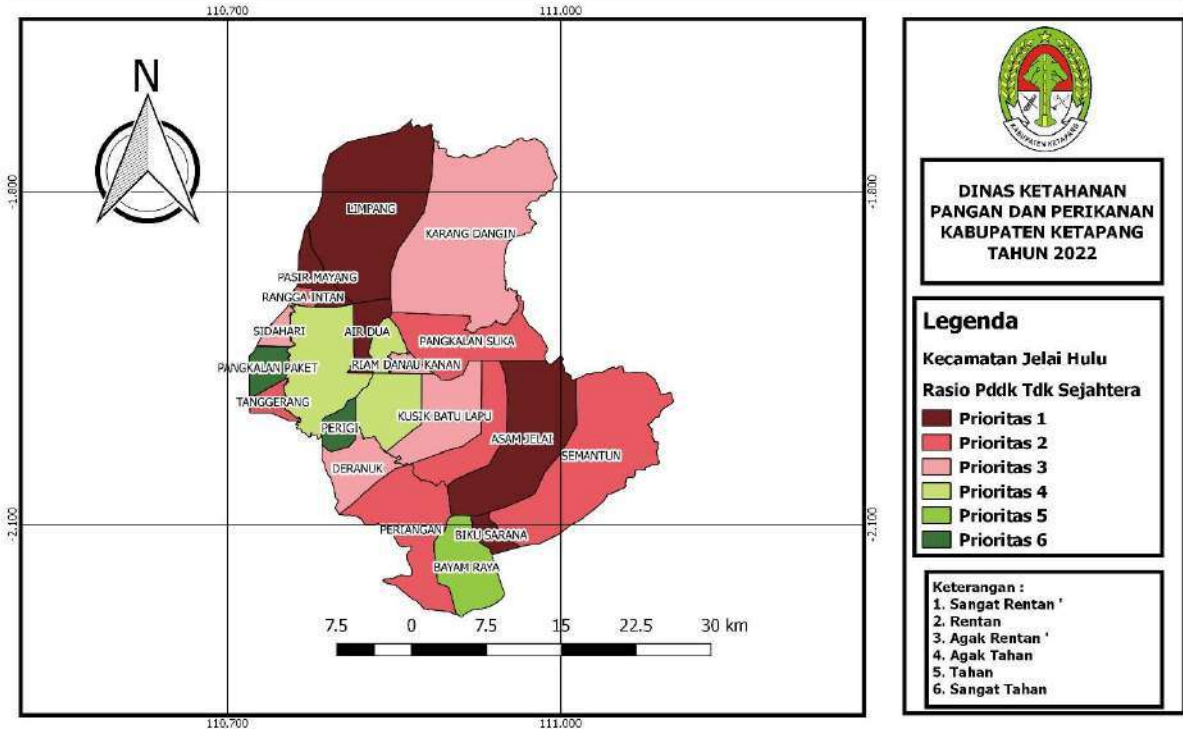 110.700
111.000
N
-1.800
-1.800
LIMPANG
KARANG DANGIN
PASIR MAYANG
RANGGA INTAN
SIDAHARI
AIR DUA
PANGKALAN SUKA
PANGKALAN PAKET
RIAM DANAU KANAN
TANGGERANG
KUSIK BATU LAPU
PERIGI
ASAM JELAI
DERANUK
SEMANTUN
-2.100
-2.100
PERIANGAN
BIKU SARANA
BAYAM RAYA
7.5 0 7.5 15 22.5 30 km
110.700
111.000
KABUPATEN KETAPANG
DINAS KETAHANAN
PANGAN DAN PERIKANAN
KABUPATEN KETAPANG
TAHUN 2022
Legenda
Kecamatan Jelai Hulu
Rasio Pddk Tdk Sejahtera
Prioritas 1
Prioritas 2
Prioritas 3
Prioritas 4
Prioritas 5
Prioritas 6
Keterangan :
1. Sangat Rentan '
2. Rentan
3. Agak Rentan '
4. Agak Tahan
5. Tahan
6. Sangat Tahan